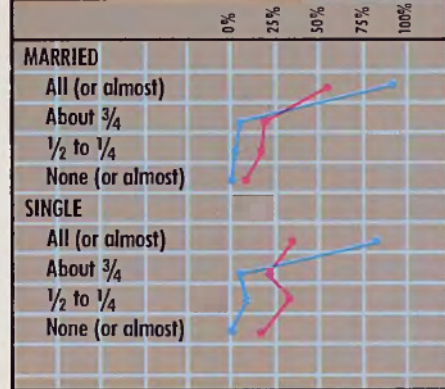 0% 25% 50% 75% 100%
MARRIED
All (or almost)
About 3/4
1/2 to 1/4
None (or almost)
SINGLE
All (or almost)
About 3/4
1/2 to 1/4
None (or almost)